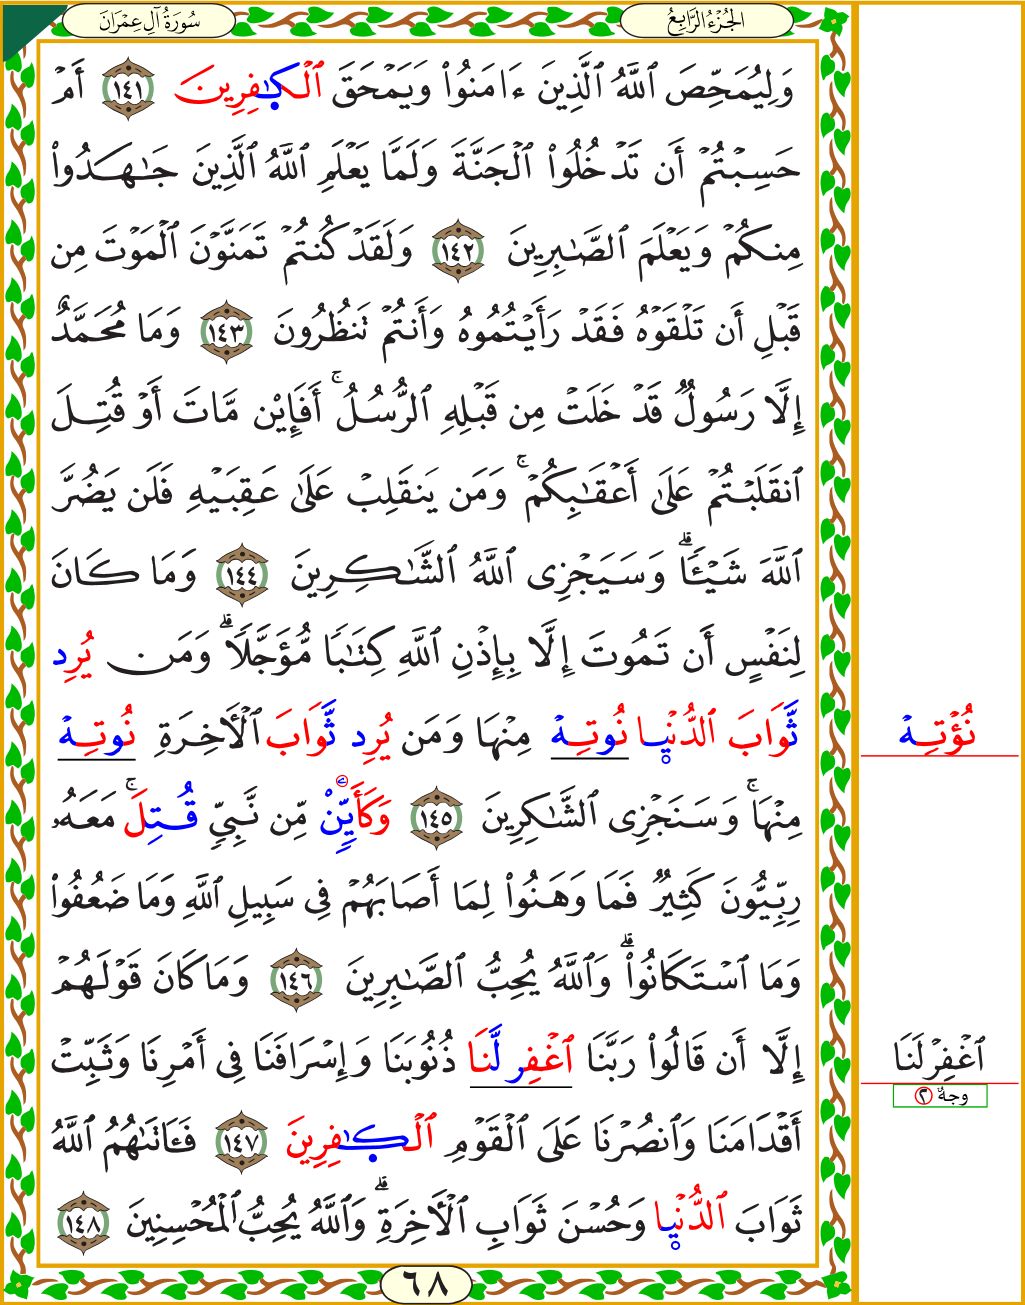 سُورَةُ آلِ عِمْرَانَ
الجُزْءُ الرَّابِعُ
وَلِيُمَحِّصَ ٱللَّهُ ٱلَّذِينَ ءَامَنُوا۟ وَيَمْحَقَ ٱلْكَٰفِرِينَ ١٤١ أَمْ
حَسِبْتُمْ أَن تَدْخُلُوا۟ ٱلْجَنَّةَ وَلَمَّا يَعْلَمِ ٱللَّهُ ٱلَّذِينَ جَٰهَدُوا۟
مِنكُمْ وَيَعْلَمَ ٱلصَّٰبِرِينَ ١٤٢ وَلَقَدْ كُنتُمْ تَمَنَّوْنَ ٱلْمَوْتَ مِن
قَبْلِ أَن تَلْقَوْهُ فَقَدْ رَأَيْتُمُوهُ وَأَنتُمْ تَنظُرُونَ ١٤٣ وَمَا مُحَمَّدٌ
إِلَّا رَسُولٌ قَدْ خَلَتْ مِن قَبْلِهِ ٱلرُّسُلُ ۚ أَفَإِيْن مَّاتَ أَوْ قُتِلَ
ٱنقَلَبْتُمْ عَلَىٰ أَعْقَٰبِكُمْ ۚ وَمَن يَنقَلِبْ عَلَىٰ عَقِبَيْهِ فَلَن يَضُرَّ
ٱللَّهَ شَيْـًٔا ۗ وَسَيَجْزِى ٱللَّهُ ٱلشَّٰكِرِينَ ١٤٤ وَمَا كَانَ
لِنَفْسٍ أَن تَمُوتَ إِلَّا بِإِذْنِ ٱللَّهِ كِتَٰبًا مُّؤَجَّلًا ۗ وَمَن يُرِد
ثَّوَابَ ٱلدُّنْيٜا نُوتِهْ مِنْهَا وَمَن يُرِد ثَّوَابَ ٱلْأَخِرَةِ نُوتِهْ
مِنْهَا ۚ وَسَنَجْزِى ٱلشَّٰكِرِينَ ١٤٥ وَكَأَيِّنْ مِّن نَّبِىٍّ قُتِلَ ۚ مَعَهُۥ
رِبِّيُّونَ كَثِيرٌ فَمَا وَهَنُوا۟ لِمَا أَصَابَهُمْ فِى سَبِيلِ ٱللَّهِ وَمَا ضَعُفُوا۟
وَمَا ٱسْتَكَانُوا۟ ۗ وَٱللَّهُ يُحِبُّ ٱلصَّٰبِرِينَ ١٤٦ وَمَا كَانَ قَوْلَهُمْ
إِلَّا أَن قَالُوا۟ رَبَّنَا ٱغْفِر لَّنَا ذُنُوبَنَا وَإِسْرَافَنَا فِى أَمْرِنَا وَثَبِّتْ
أَقْدَامَنَا وَٱنصُرْنَا عَلَى ٱلْقَوْمِ ٱلْكَٰفِرِينَ ١٤٧ فَـَٔاتَىٰهُمُ ٱللَّهُ
ثَوَابَ ٱلدُّنْيٜا وَحُسْنَ ثَوَابِ ٱلْأَخِرَةِ ۗ وَٱللَّهُ يُحِبُّ ٱلْمُحْسِنِينَ ١٤٨
نُؤْتِهْ
ٱغْفِرْ لَنَا
وجهٌ ٢
٦٨